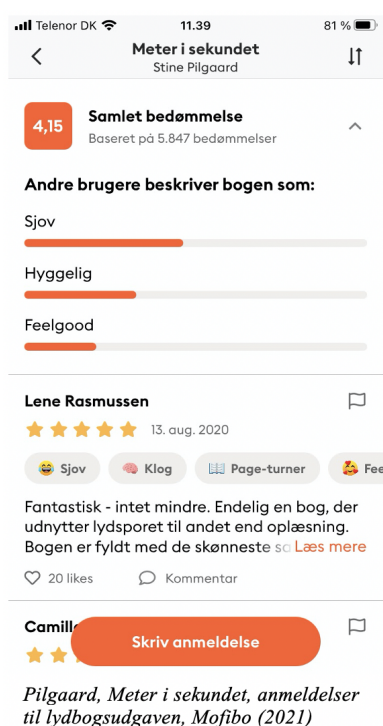 Telenor DK 11.39 81 %
Meter i sekundet
Stine Pilgaard
4,15
Samlet bedømmelse
Baseret på 5.847 bedømmelser
Andre brugere beskriver bogen som:
Sjov
Hyggelig
Feelgood
Lene Rasmussen
13. aug. 2020
Sjov Klog Page-turner Fee
Fantastisk - intet mindre. Endelig en bog, der
udnytter lydsporet til andet end oplæsning.
Bogen er fyldt med de skønneste Læs mere
20 likes Kommentar
Skriv anmeldelse
Pilgaard, Meter i sekundet, anmeldelser
til lydbogsudgaven, Mofibo (2021)